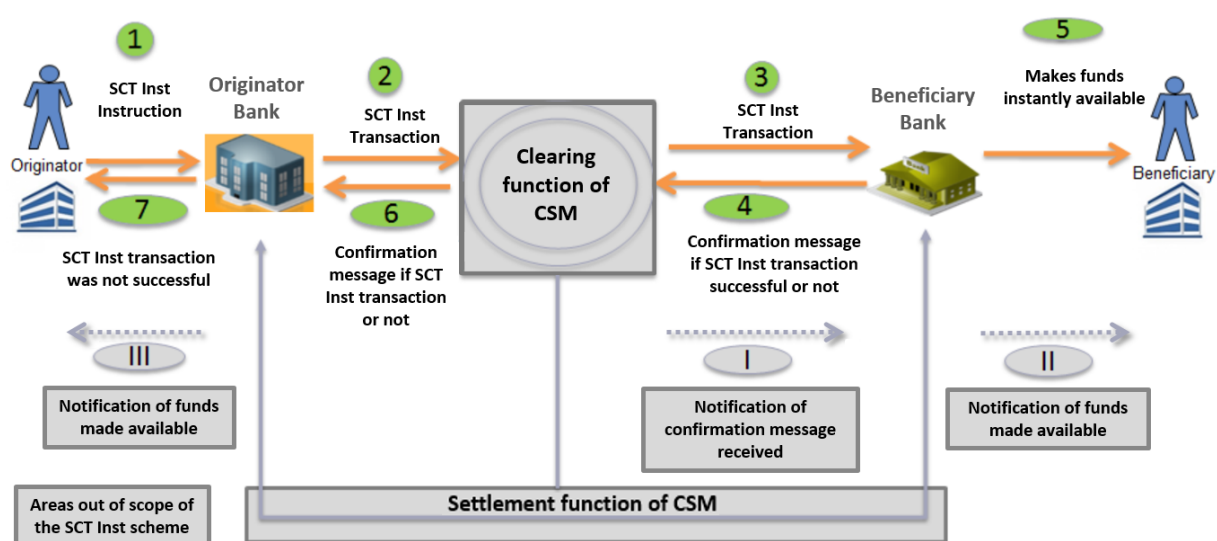 1
SCT Inst
Instruction
Originator
Bank
2
SCT Inst
Transaction
3
SCT Inst
Transaction
Beneficiary
Bank
5
Makes funds
instantly available
Originator
Clearing
function of
CSM
Beneficiary
7
SCT Inst transaction
was not successful
6
Confirmation
message if SCT
Inst transaction
or not
4
Confirmation message
if SCT Inst transaction
successful or not
III
Notification of funds
made available
I
Notification of
confirmation message
received
II
Notification of funds
made available
Areas out of scope of
the SCT Inst scheme
Settlement function of CSM